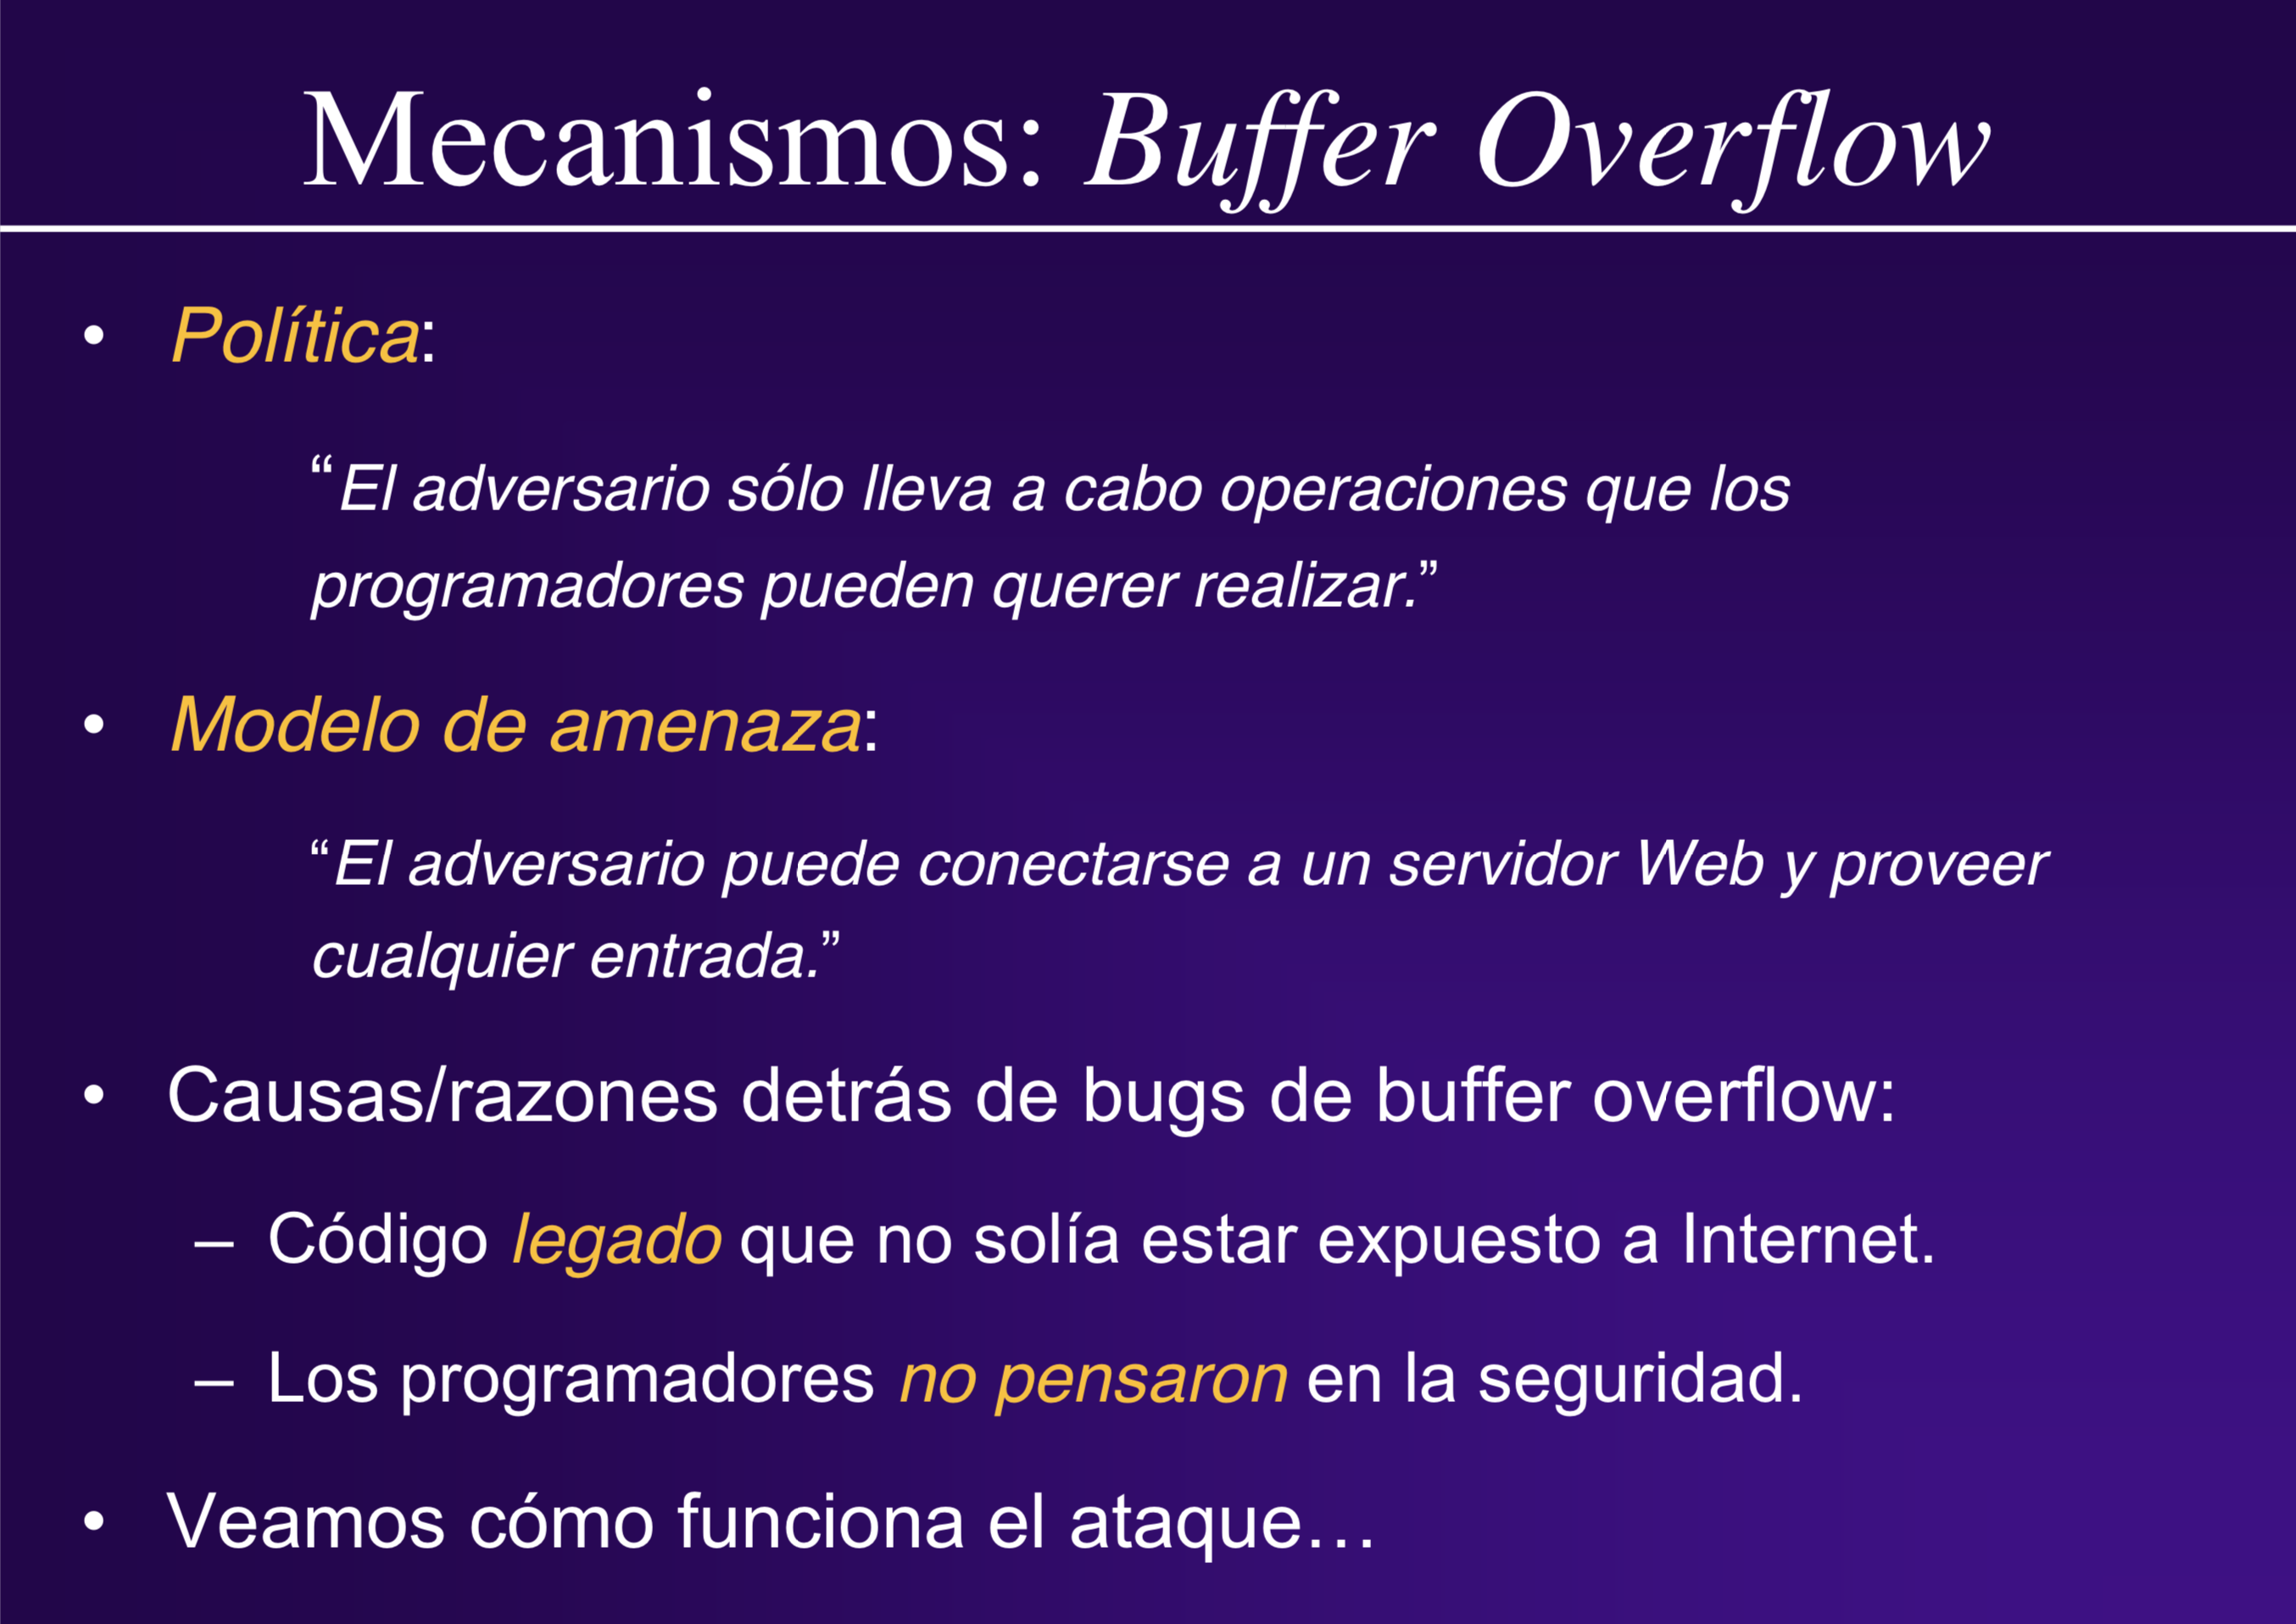 Mecanismos: Buffer Overflow
• Política:
“El adversario sólo lleva a cabo operaciones que los
programadores pueden querer realizar.”
• Modelo de amenaza:
“El adversario puede conectarse a un servidor Web y proveer
cualquier entrada.”
• Causas/razones detrás de bugs de buffer overflow:
– Código legado que no solía estar expuesto a Internet.
– Los programadores no pensaron en la seguridad.
• Veamos cómo funciona el ataque…